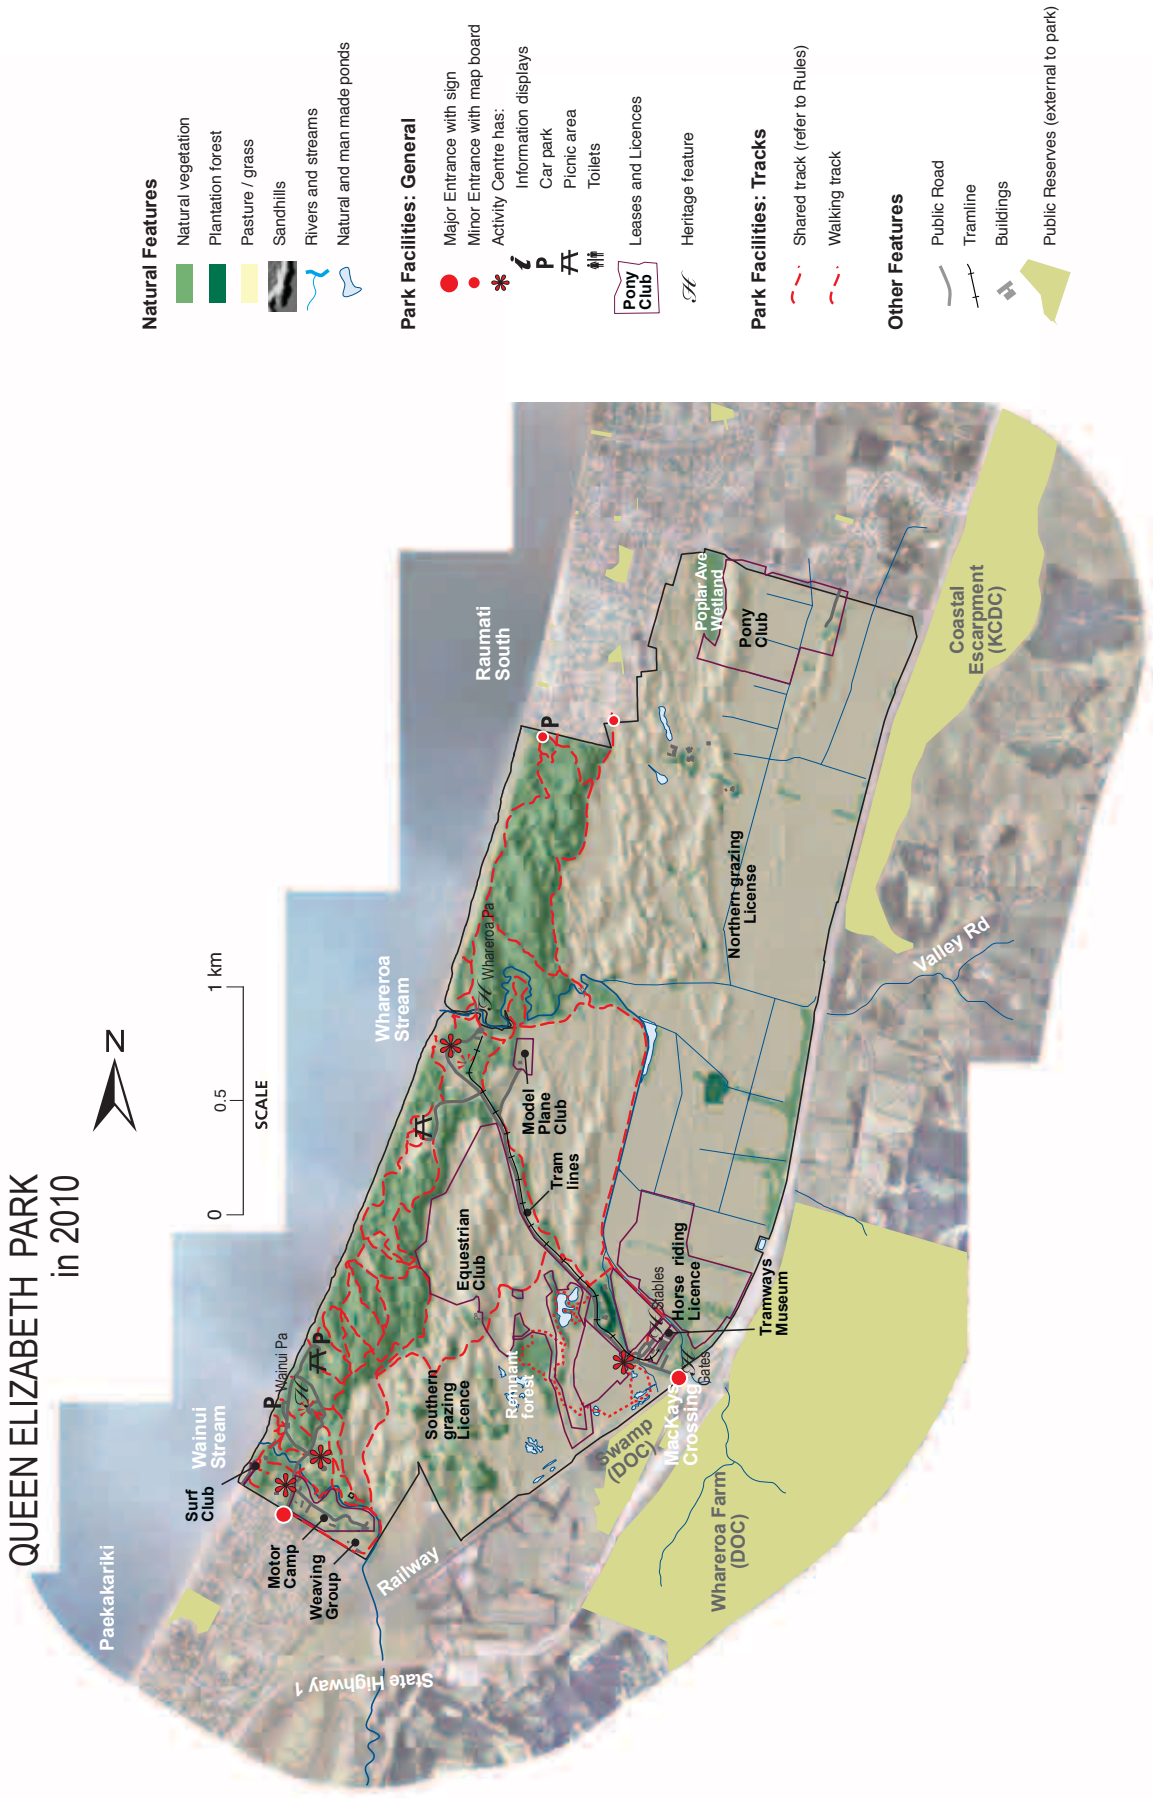 QUEEN ELIZABETH PARK
in 2010
N
0
0.5
1 km
SCALE
Paekakariki
Surf
Club
Wainui
Stream
P
Wainui Pa
H
P
Motor
Camp
Weaving
Group
Railway
State Highway 1
Whareroa
Stream
H
Whareroa Pa
Raumati
South
P
Model
Plane
Club
Tram
lines
Equestrian
Club
Southern
grazing
Licence
Remnant
forest
Northern grazing
License
Poplar Ave
Wetland
Pony
Club
Stables
H
H
Horse riding
Licence
Tramways
Museum
H
Gates
MacKays
Crossing
Swamp
(DOC)
Whareroa Farm
(DOC)
Valley Rd
Coastal
Escarpment
(KCDC)
Natural Features
Natural vegetation
Plantation forest
Pasture / grass
Sandhills
Rivers and streams
Natural and man made ponds
Park Facilities: General
Major Entrance with sign
Minor Entrance with map board
Activity Centre has:
i Information displays
P Car park
Picnic area
Toilets
Pony
Club
Leases and Licences
H Heritage feature
Park Facilities: Tracks
Shared track (refer to Rules)
Walking track
Other Features
Public Road
Tramline
Buildings
Public Reserves (external to park)